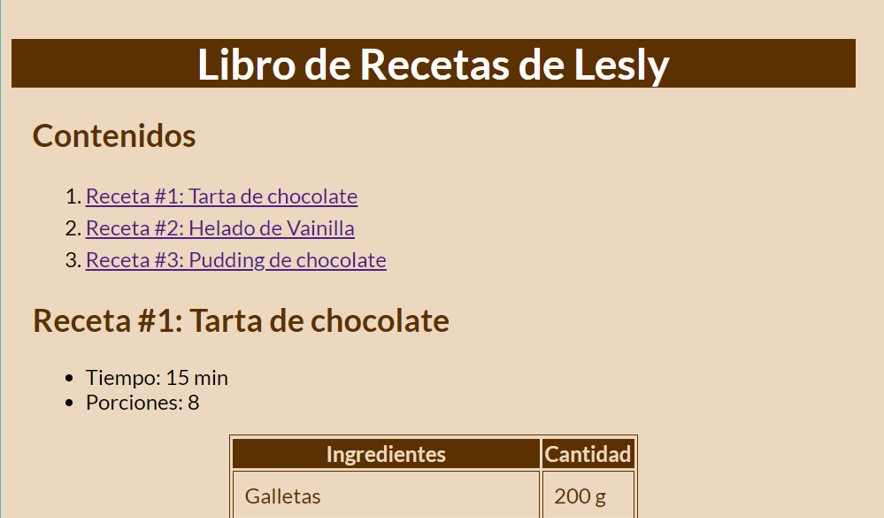 Libro de Recetas de Lesly
Contenidos
1. Receta #1: Tarta de chocolate
2. Receta #2: Helado de Vainilla
3. Receta #3: Pudding de chocolate
Receta #1: Tarta de chocolate
• Tiempo: 15 min
• Porciones: 8
Ingredientes Cantidad
Galletas 200 g